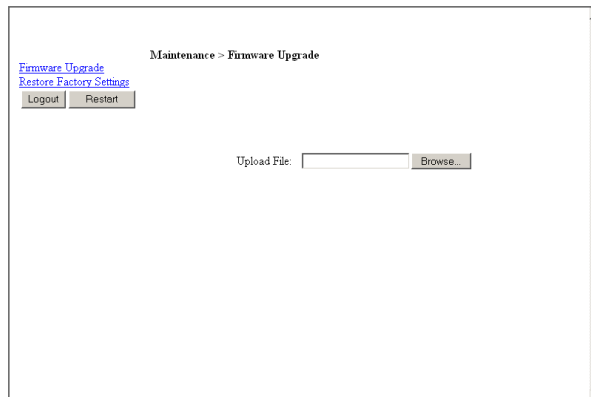 Maintenance > Firmware Upgrade
Firmware Upgrade
Restore Factory Settings
Logout Restart
Upload File: Browse...